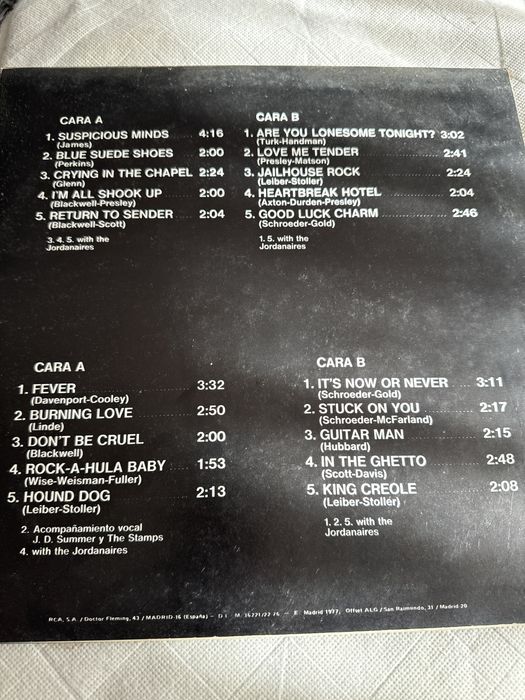 CARA A
1. SUSPICIOUS MINDS 4:16
(James)
2. BLUE SUEDE SHOES 2:00
(Perkins)
3. CRYING IN THE CHAPEL 2:24
(Glenn)
4. I'M ALL SHOOK UP 2:00
(Blackwell-Presley)
5. RETURN TO SENDER 2:04
(Blackwell-Scott)
3. 4. 5. with the
Jordanaires
CARA B
1. ARE YOU LONESOME TONIGHT? 3:02
(Turk-Handman)
2. LOVE ME TENDER 2:41
(Presley-Matson)
3. JAILHOUSE ROCK 2:24
(Leiber-Stoller)
4. HEARTBREAK HOTEL 2:04
(Axton-Durden-Presley)
5. GOOD LUCK CHARM 2:46
(Schroeder-Gold)
1. 5. with the
Jordanaires
CARA A
1. FEVER 3:32
(Davenport-Cooley)
2. BURNING LOVE 2:50
(Linde)
3. DON'T BE CRUEL 2:00
(Blackwell)
4. ROCK-A-HULA BABY 1:53
(Wise-Weisman-Fuller)
5. HOUND DOG 2:13
(Leiber-Stoller)
2. Acompañamiento vocal
J. D. Summer y The Stamps
4. with the Jordanaires
CARA B
1. IT'S NOW OR NEVER 3:11
(Schroeder-Gold)
2. STUCK ON YOU 2:17
(Schroeder-McFarland)
3. GUITAR MAN 2:15
(Hubbard)
4. IN THE GHETTO 2:48
(Scott-Davis)
5. KING CREOLE 2:08
(Leiber-Stoller)
1. 2. 5. with the
Jordanaires
RCA, S.A. / Doctor Fleming, 43 / MADRID-16 (España) - D. L. M. 16221/22-76 - E. Madrid 1977, Offset ALG / San Raimundo, 31 / Madrid-20